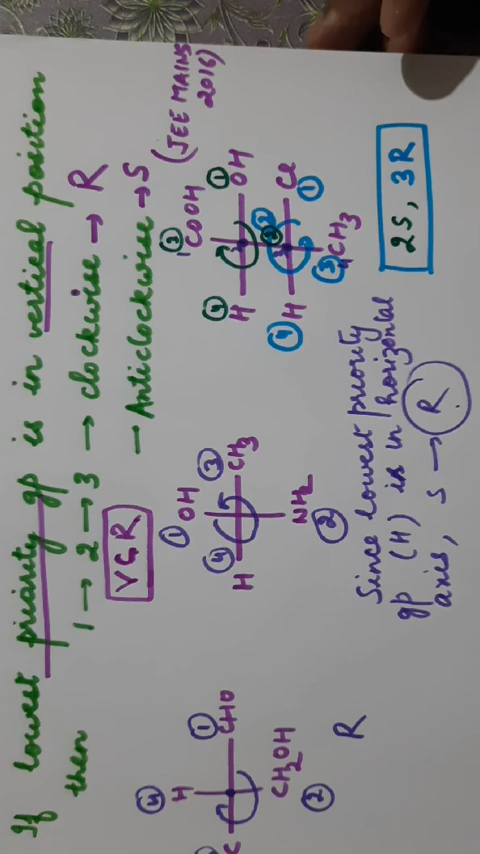 If lowest priority gp is in vertical position
then 1 → 2 → 3 → clockwise → R
→ Anticlockwise → S
VGR
(JEE MAINS
2016)
4
H
1
CHO
C
CH2OH
2
R
1
OH
4
H
3
CH3
NH2
2
Since lowest priority
gp (H) is in horizontal
axis, S → R
COOH
4
H
1
OH
2
4
H
Cl
1
3
CH3
2S, 3R